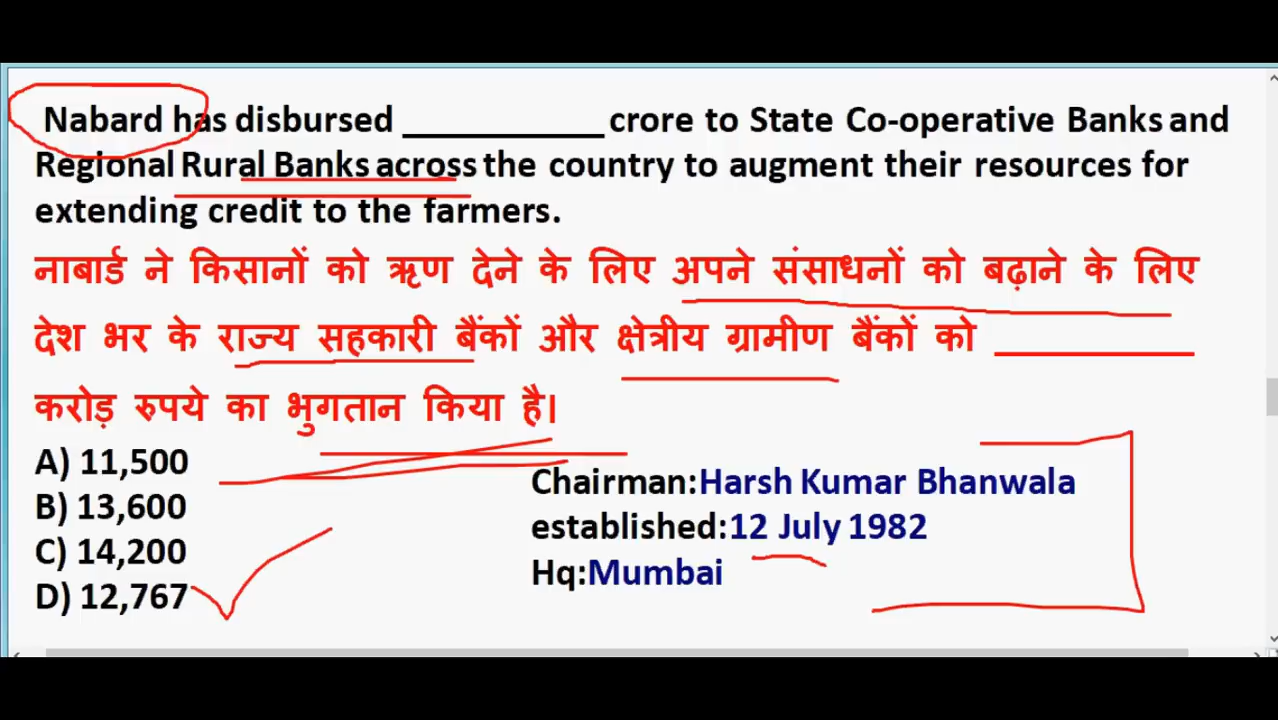 Nabard has disbursed ___________ crore to State Co-operative Banks and
Regional Rural Banks across the country to augment their resources for
extending credit to the farmers.
नाबार्ड ने किसानों को ऋण देने के लिए अपने संसाधनों को बढ़ाने के लिए
देश भर के राज्य सहकारी बैंकों और क्षेत्रीय ग्रामीण बैंकों को ___________
करोड़ रुपये का भुगतान किया है।
A) 11,500
B) 13,600
C) 14,200
D) 12,767
Chairman:Harsh Kumar Bhanwala
established:12 July 1982
Hq:Mumbai